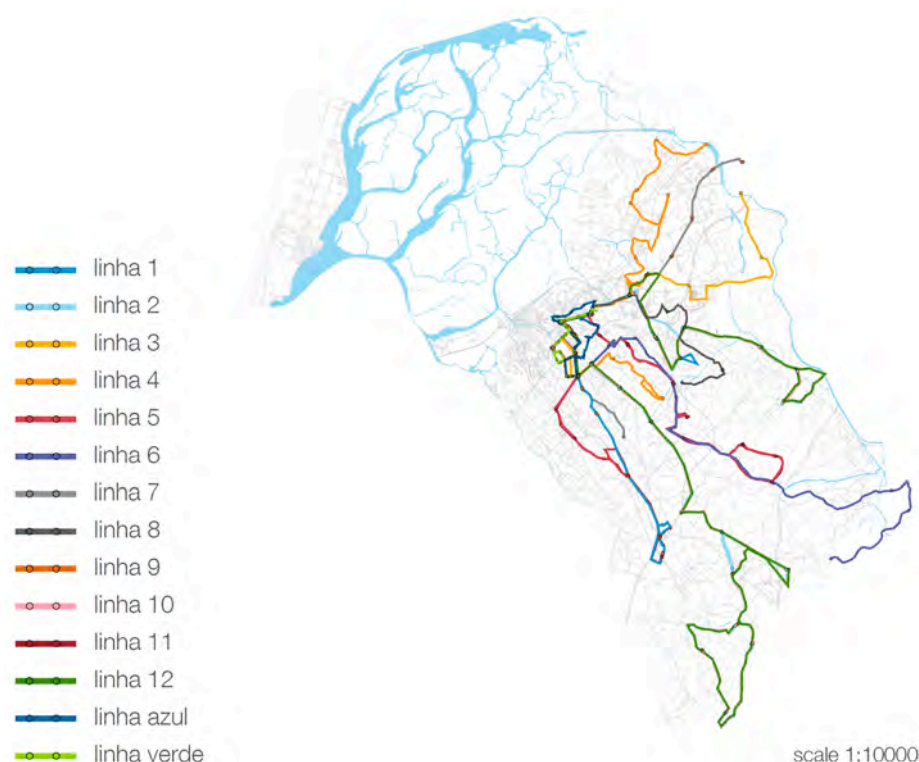 linha 1
linha 2
linha 3
linha 4
linha 5
linha 6
linha 7
linha 8
linha 9
linha 10
linha 11
linha 12
linha azul
linha verde
scale 1:10000